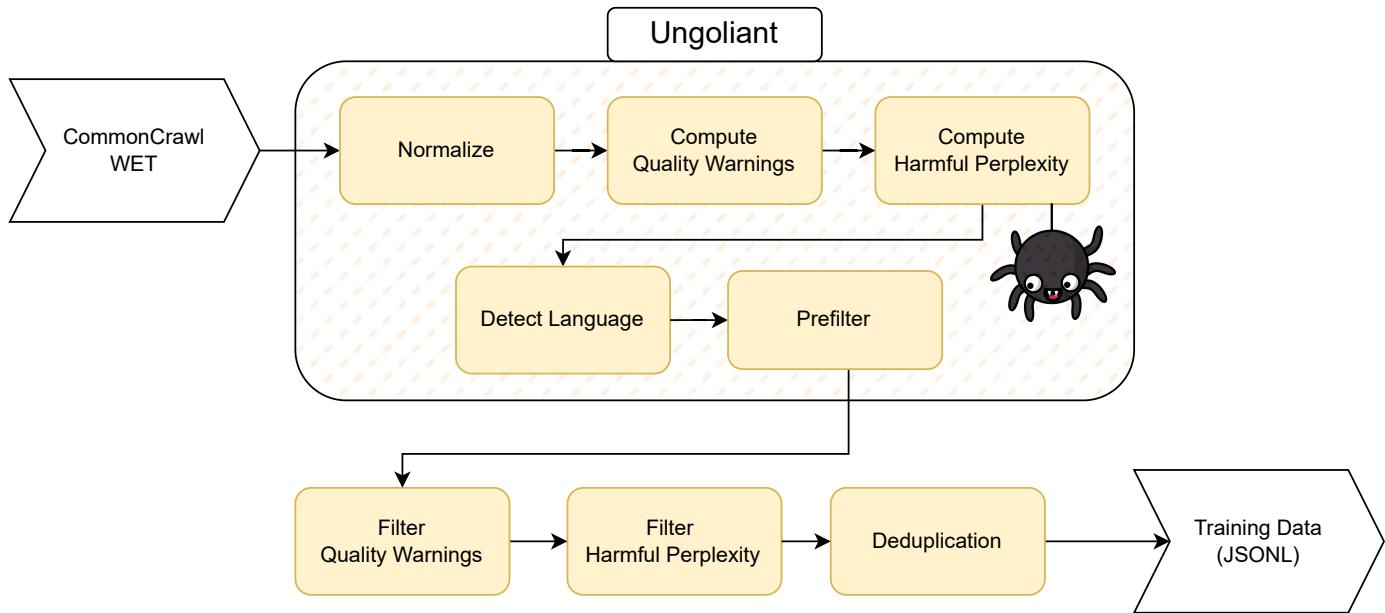 Ungoliant
CommonCrawl
WET
Normalize
Compute
Quality Warnings
Compute
Harmful Perplexity
Detect Language
Prefilter
Filter
Quality Warnings
Filter
Harmful Perplexity
Deduplication
Training Data
(JSONL)